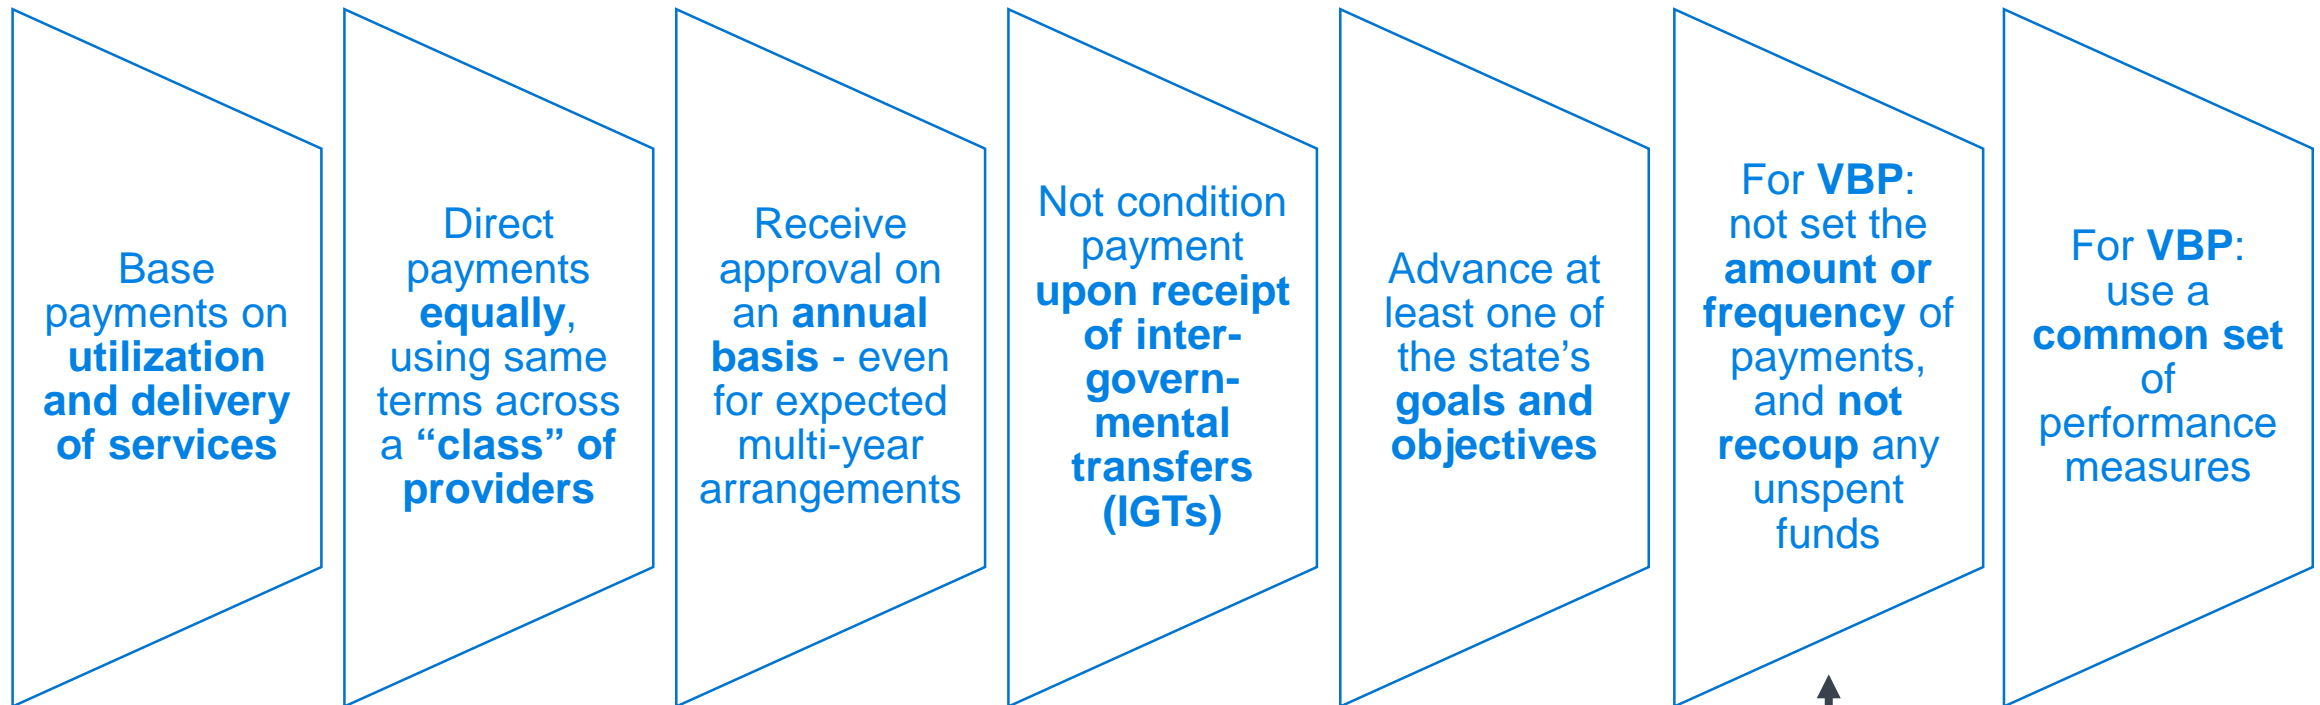 Base
payments on
utilization
and delivery
of services
Direct
payments
equally,
using same
terms across
a “class” of
providers
Receive
approval on
an annual
basis - even
for expected
multi-year
arrangements
Not condition
payment
upon receipt
of inter-
govern-
mental
transfers
(IGTs)
Advance at
least one of
the state’s
goals and
objectives
For VBP:
not set the
amount or
frequency of
payments,
and not
recoup any
unspent
funds
For VBP:
use a
common set
of
performance
measures